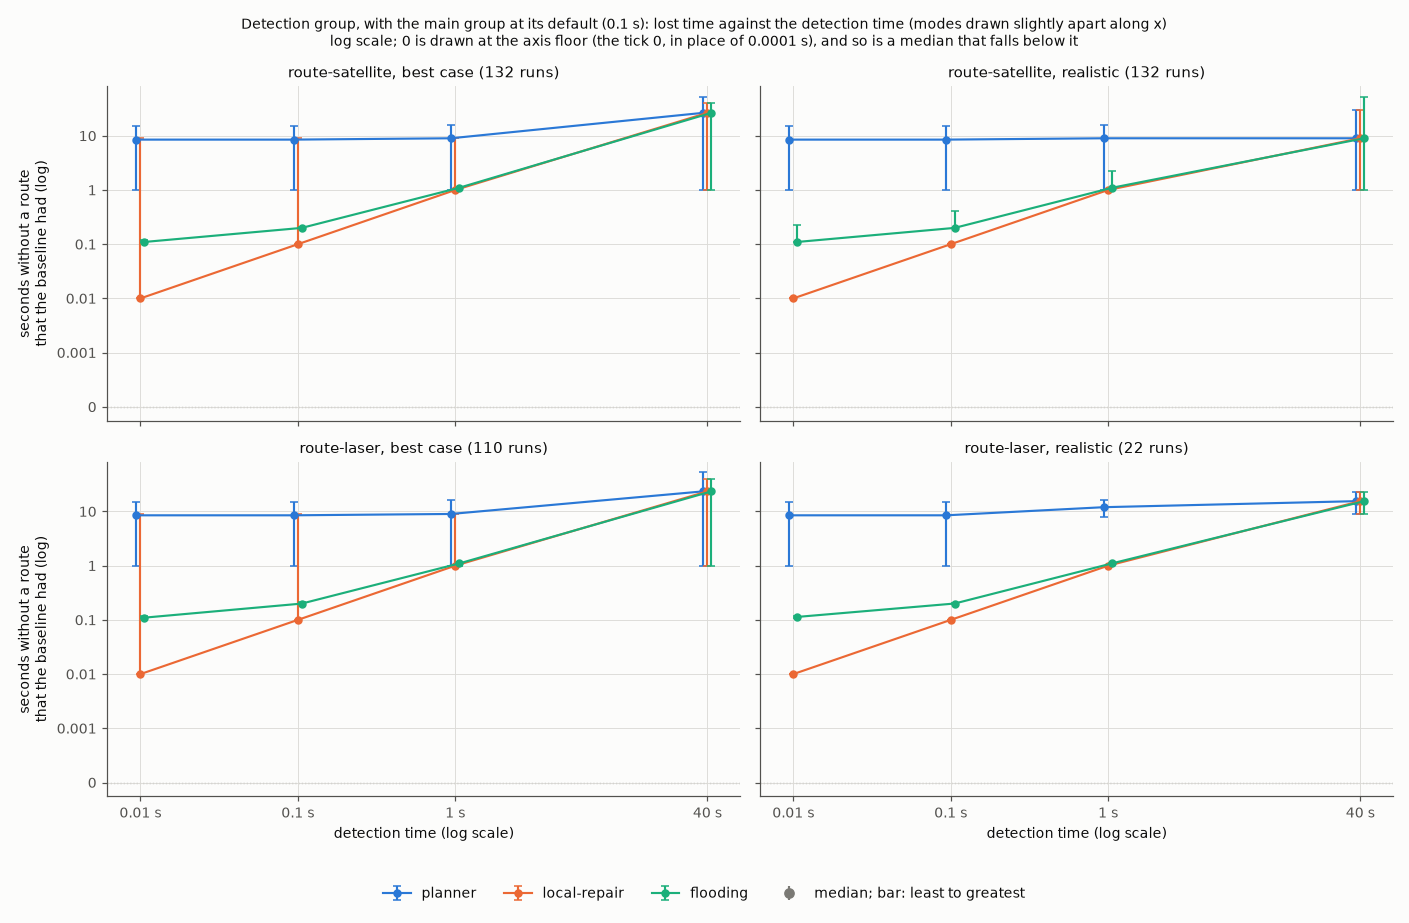 Detection group, with the main group at its default (0.1 s): lost time against the detection time (modes drawn slightly apart along x)
log scale; 0 is drawn at the axis floor (the tick 0, in place of 0.0001 s), and so is a median that falls below it
route-satellite, best case (132 runs)
route-satellite, realistic (132 runs)
seconds without a route
that the baseline had (log)
10
1
0.1
0.01
0.001
0
route-laser, best case (110 runs)
route-laser, realistic (22 runs)
seconds without a route
that the baseline had (log)
10
1
0.1
0.01
0.001
0
0.01 s
0.1 s
1 s
40 s
detection time (log scale)
0.01 s
0.1 s
1 s
40 s
detection time (log scale)
planner
local-repair
flooding
median; bar: least to greatest